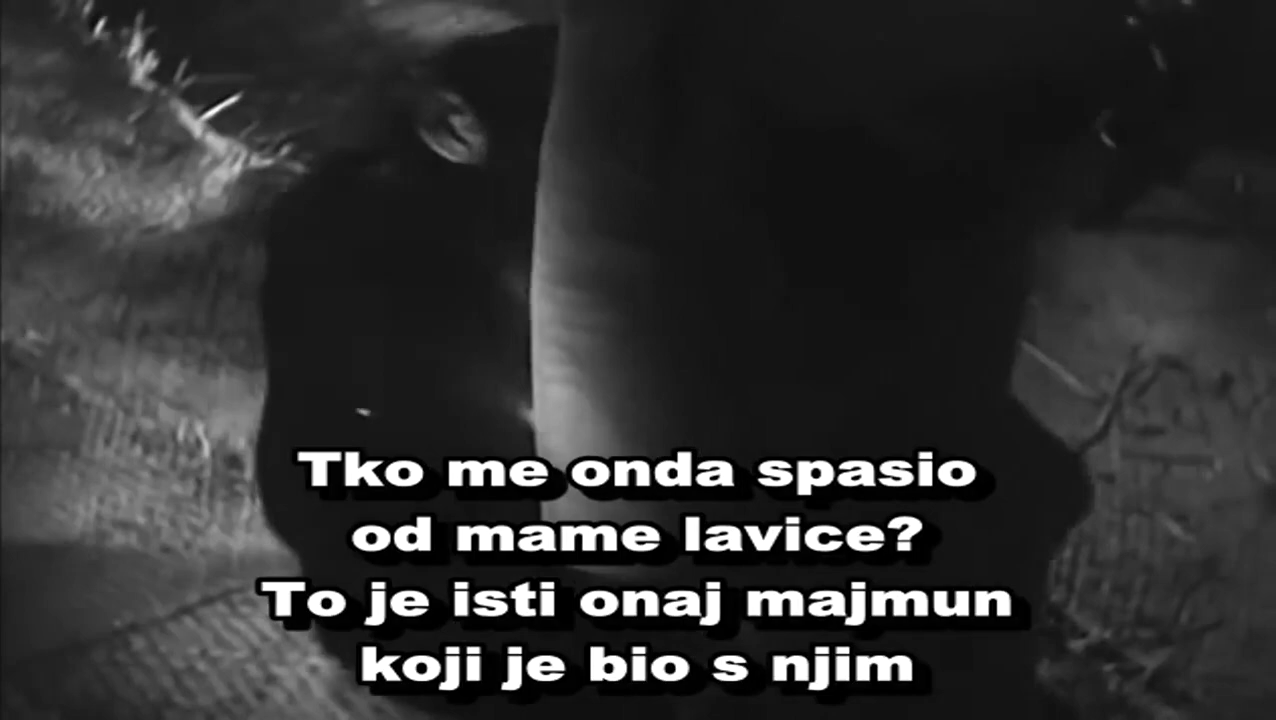 Tko me onda spasio
od mame lavice?
To je isti onaj majmun
koji je bio s njim